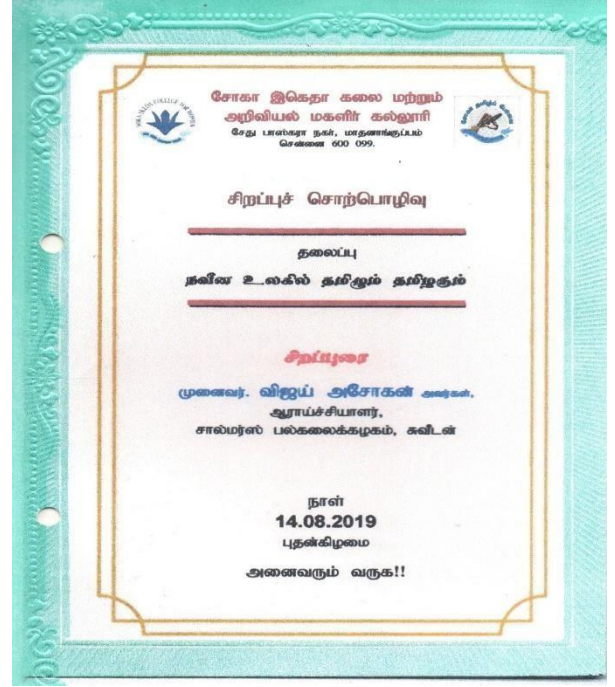 சோகா இகெதா கலை மற்றும்
அறிவியல் மகளிர் கல்லூரி
சேது பாஸ்கரா நகர், மாதனாங்குப்பம்
சென்னை 600 099.
சிறப்புச் சொற்பொழிவு
தலைப்பு
நவீன உலகில் தமிழும் தமிழகும்
சிறப்புரை
முனைவர். விஜய் அசோகன் அவர்கள்,
ஆராய்ச்சியாளர்,
சால்மர்ஸ் பல்கலைக்கழகம், சுவீடன்
நாள்
14.08.2019
புதன்கிழமை
அனைவரும் வருக!!